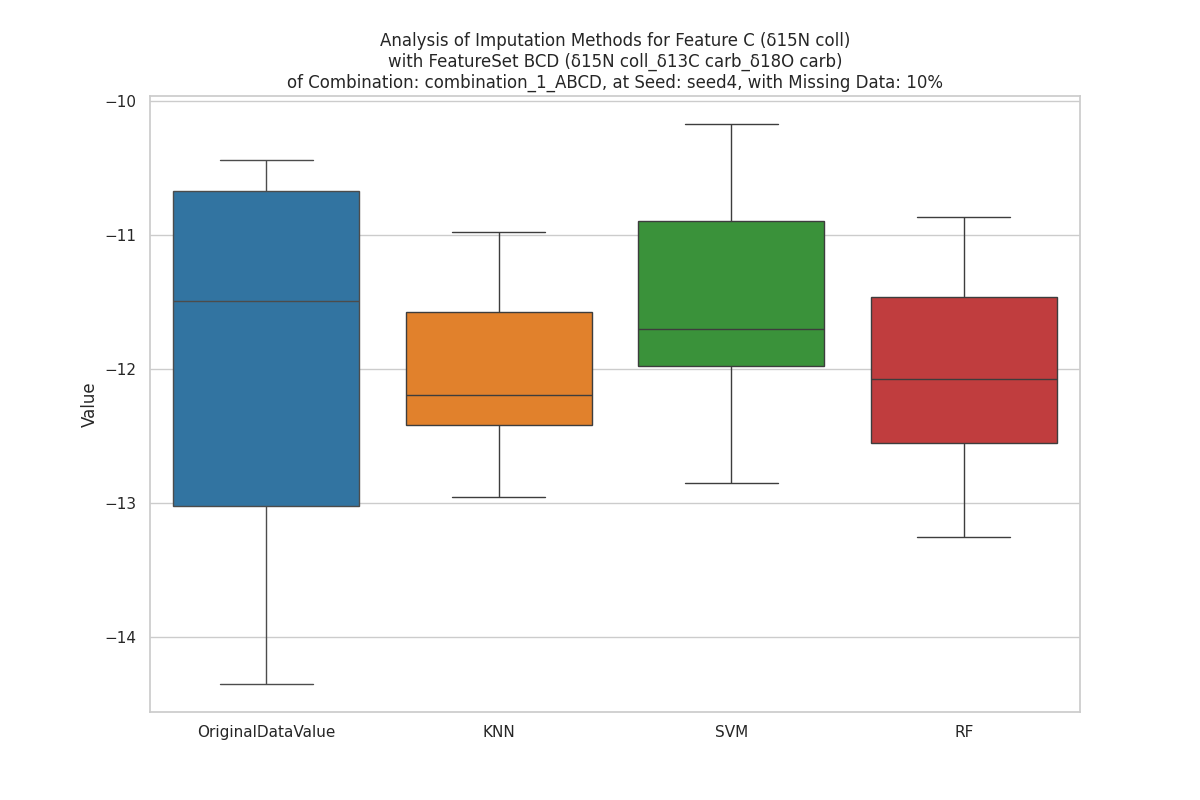 Analysis of Imputation Methods for Feature C (δ15N coll)
with FeatureSet BCD (δ15N coll_δ13C carb_δ18O carb)
of Combination: combination_1_ABCD, at Seed: seed4, with Missing Data: 10%
−10
−11
−12
−13
−14
Value
OriginalDataValue
KNN
SVM
RF